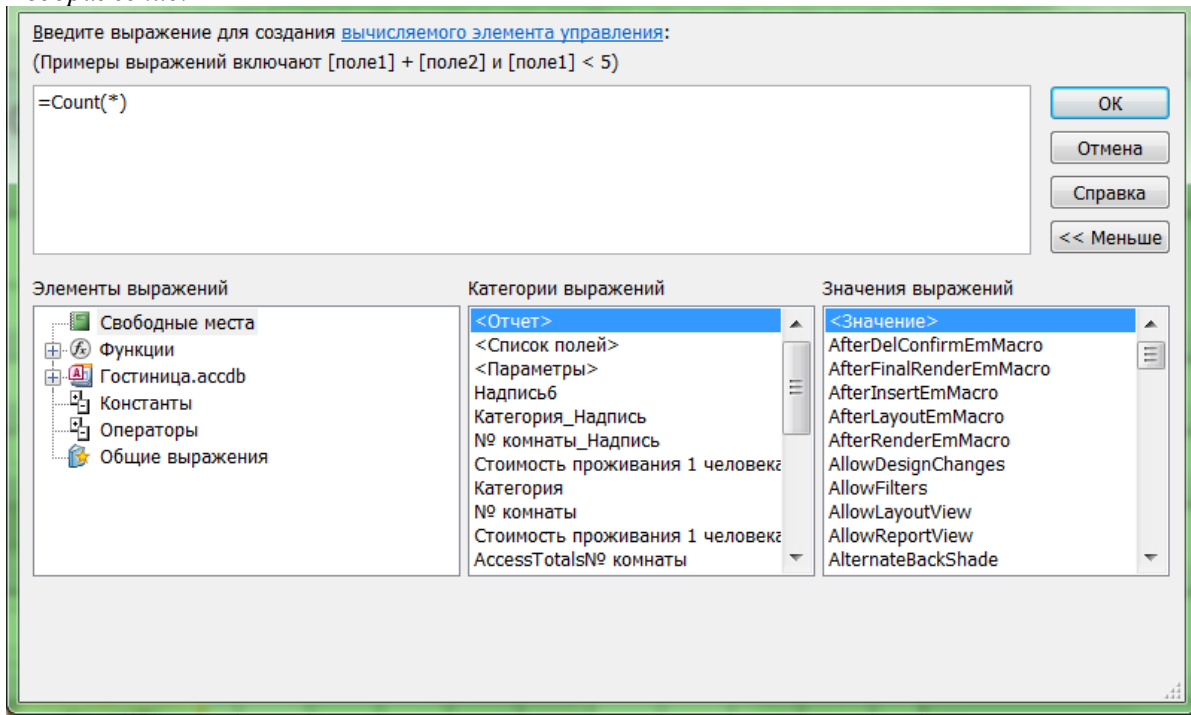 Введите выражение для создания вычисляемого элемента управления:
(Примеры выражений включают [поле1] + [поле2] и [поле1] < 5)
=Count(*)
ОК
Отмена
Справка
<< Меньше
Элементы выражений
Свободные места
Функции
Гостиница.accdb
Константы
Операторы
Общие выражения
Категории выражений
<Отчет>
<Список полей>
<Параметры>
Надпись6
Категория_Надпись
№ комнаты_Надпись
Стоимость проживания 1 человека
Категория
№ комнаты
Стоимость проживания 1 человека
AccessTotals№ комнаты
Значения выражений
<Значение>
AfterDelConfirmEmMacro
AfterFinalRenderEmMacro
AfterInsertEmMacro
AfterLayoutEmMacro
AfterRenderEmMacro
AllowDesignChanges
AllowFilters
AllowLayoutView
AllowReportView
AlternateBackShade